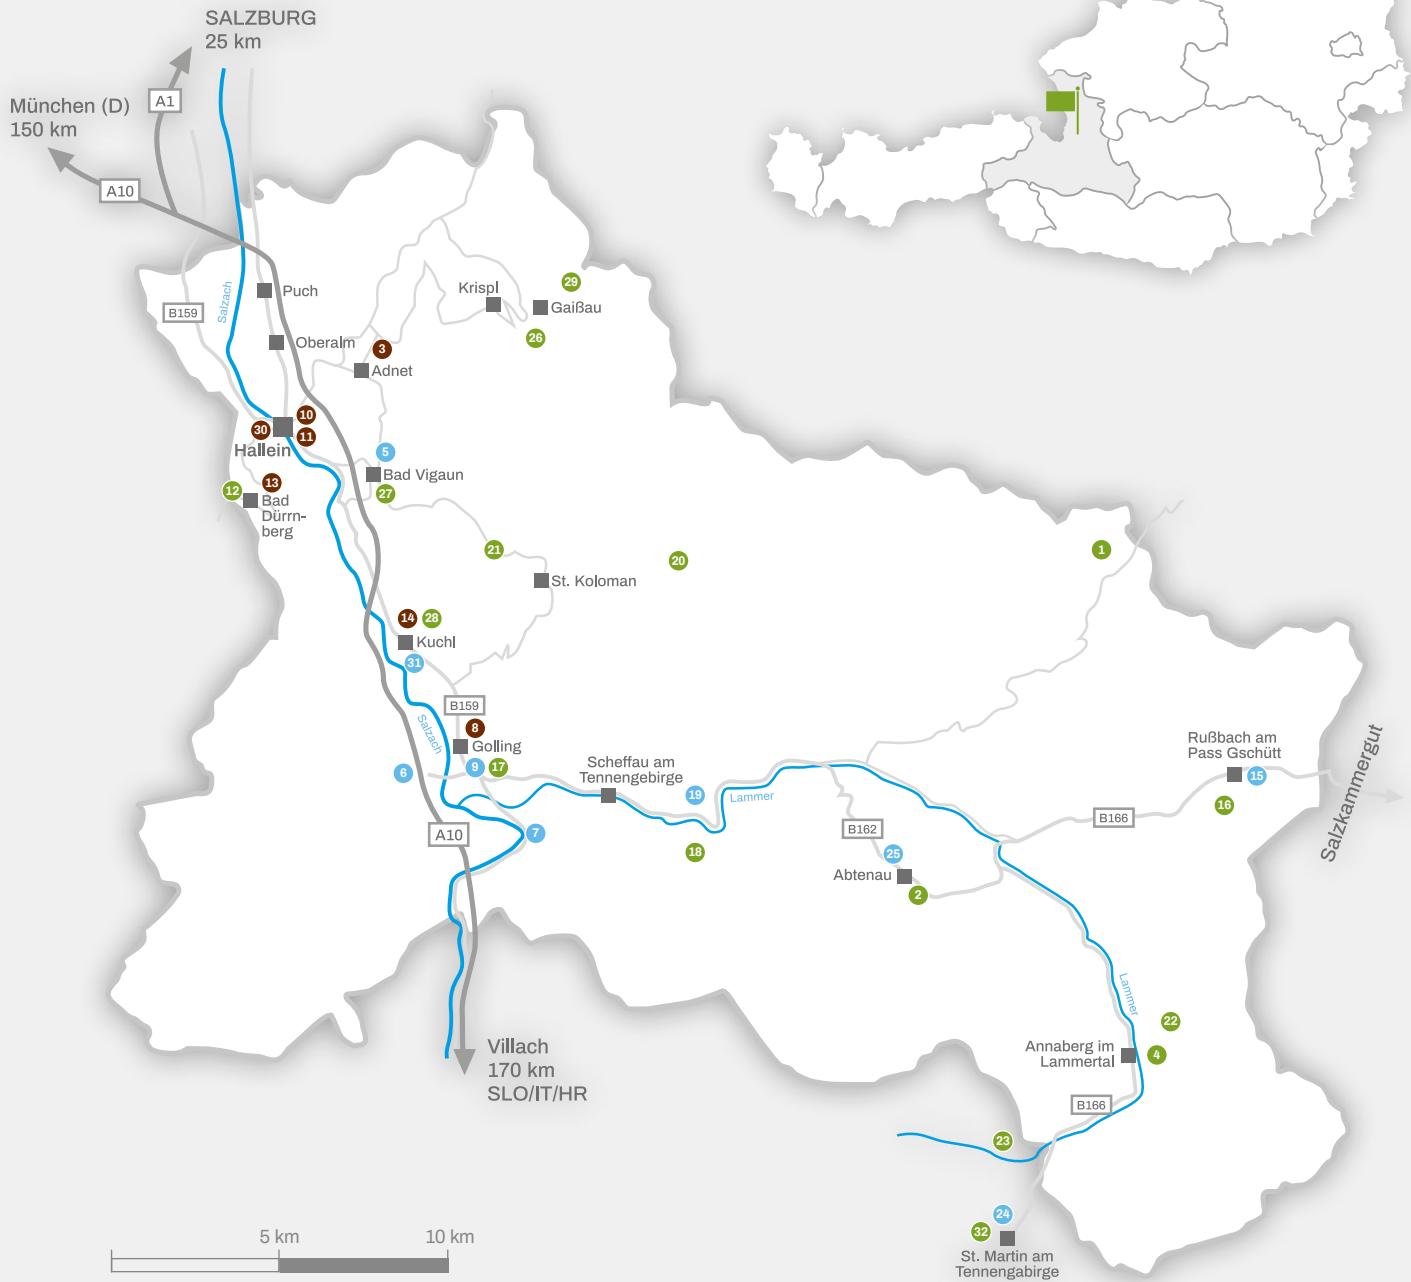 SALZBURG
25 km
A1
München (D)
150 km
A10
Krispl
29
Salzach
Puch
Gaißau
B159
26
Oberalm
3
Adnet
10
30
11
Hallein
5
Bad Vigaun
13
12
27
Bad
Dürrn-
berg
21
1
20
St. Koloman
14
28
Kuchl
31
B159
Salzach
8
Golling
Rußbach am
Pass Gschütt
Salzkammergut
6
9
17
Scheffau am
Tennengebirge
15
19
Lammer
16
A10
7
B162
B166
18
25
Abtenau
2
Lammer
22
Villach
170 km
SLO/IT/HR
Annaberg im
Lammertal
4
B166
23
24
32
5 km
10 km
St. Martin am
Tennengabirge